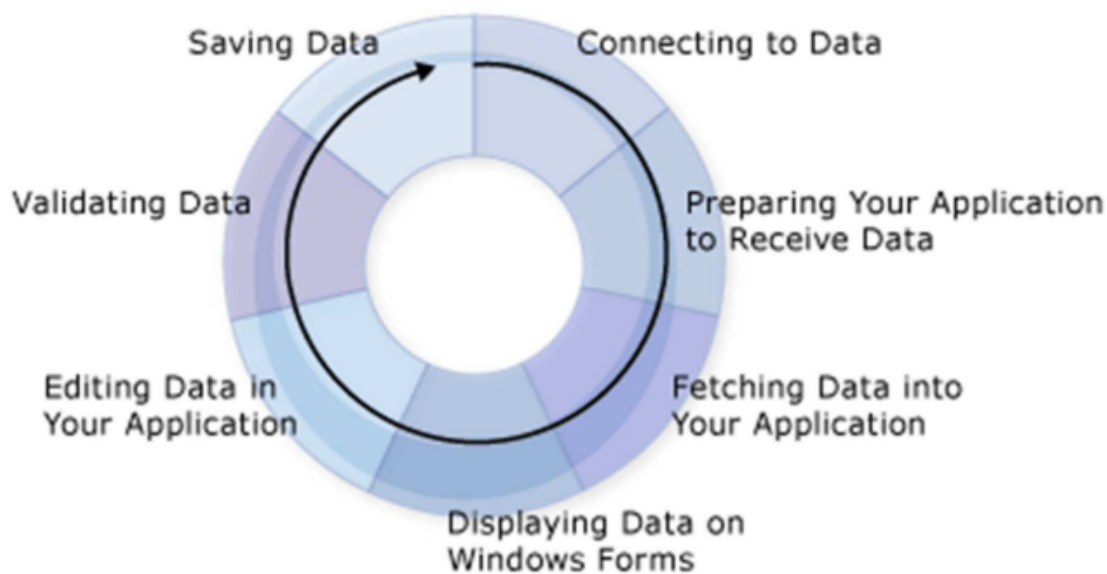 Saving Data
Connecting to Data
Validating Data
Preparing Your Application
to Receive Data
Editing Data in
Your Application
Fetching Data into
Your Application
Displaying Data on
Windows Forms